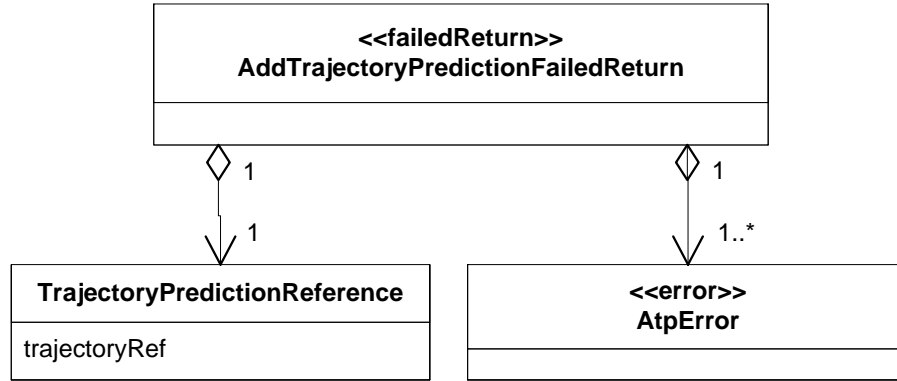 <<failedReturn>>
AddTrajectoryPredictionFailedReturn
1
1
1
1..*
TrajectoryPredictionReference
trajectoryRef
<<error>>
AtpError